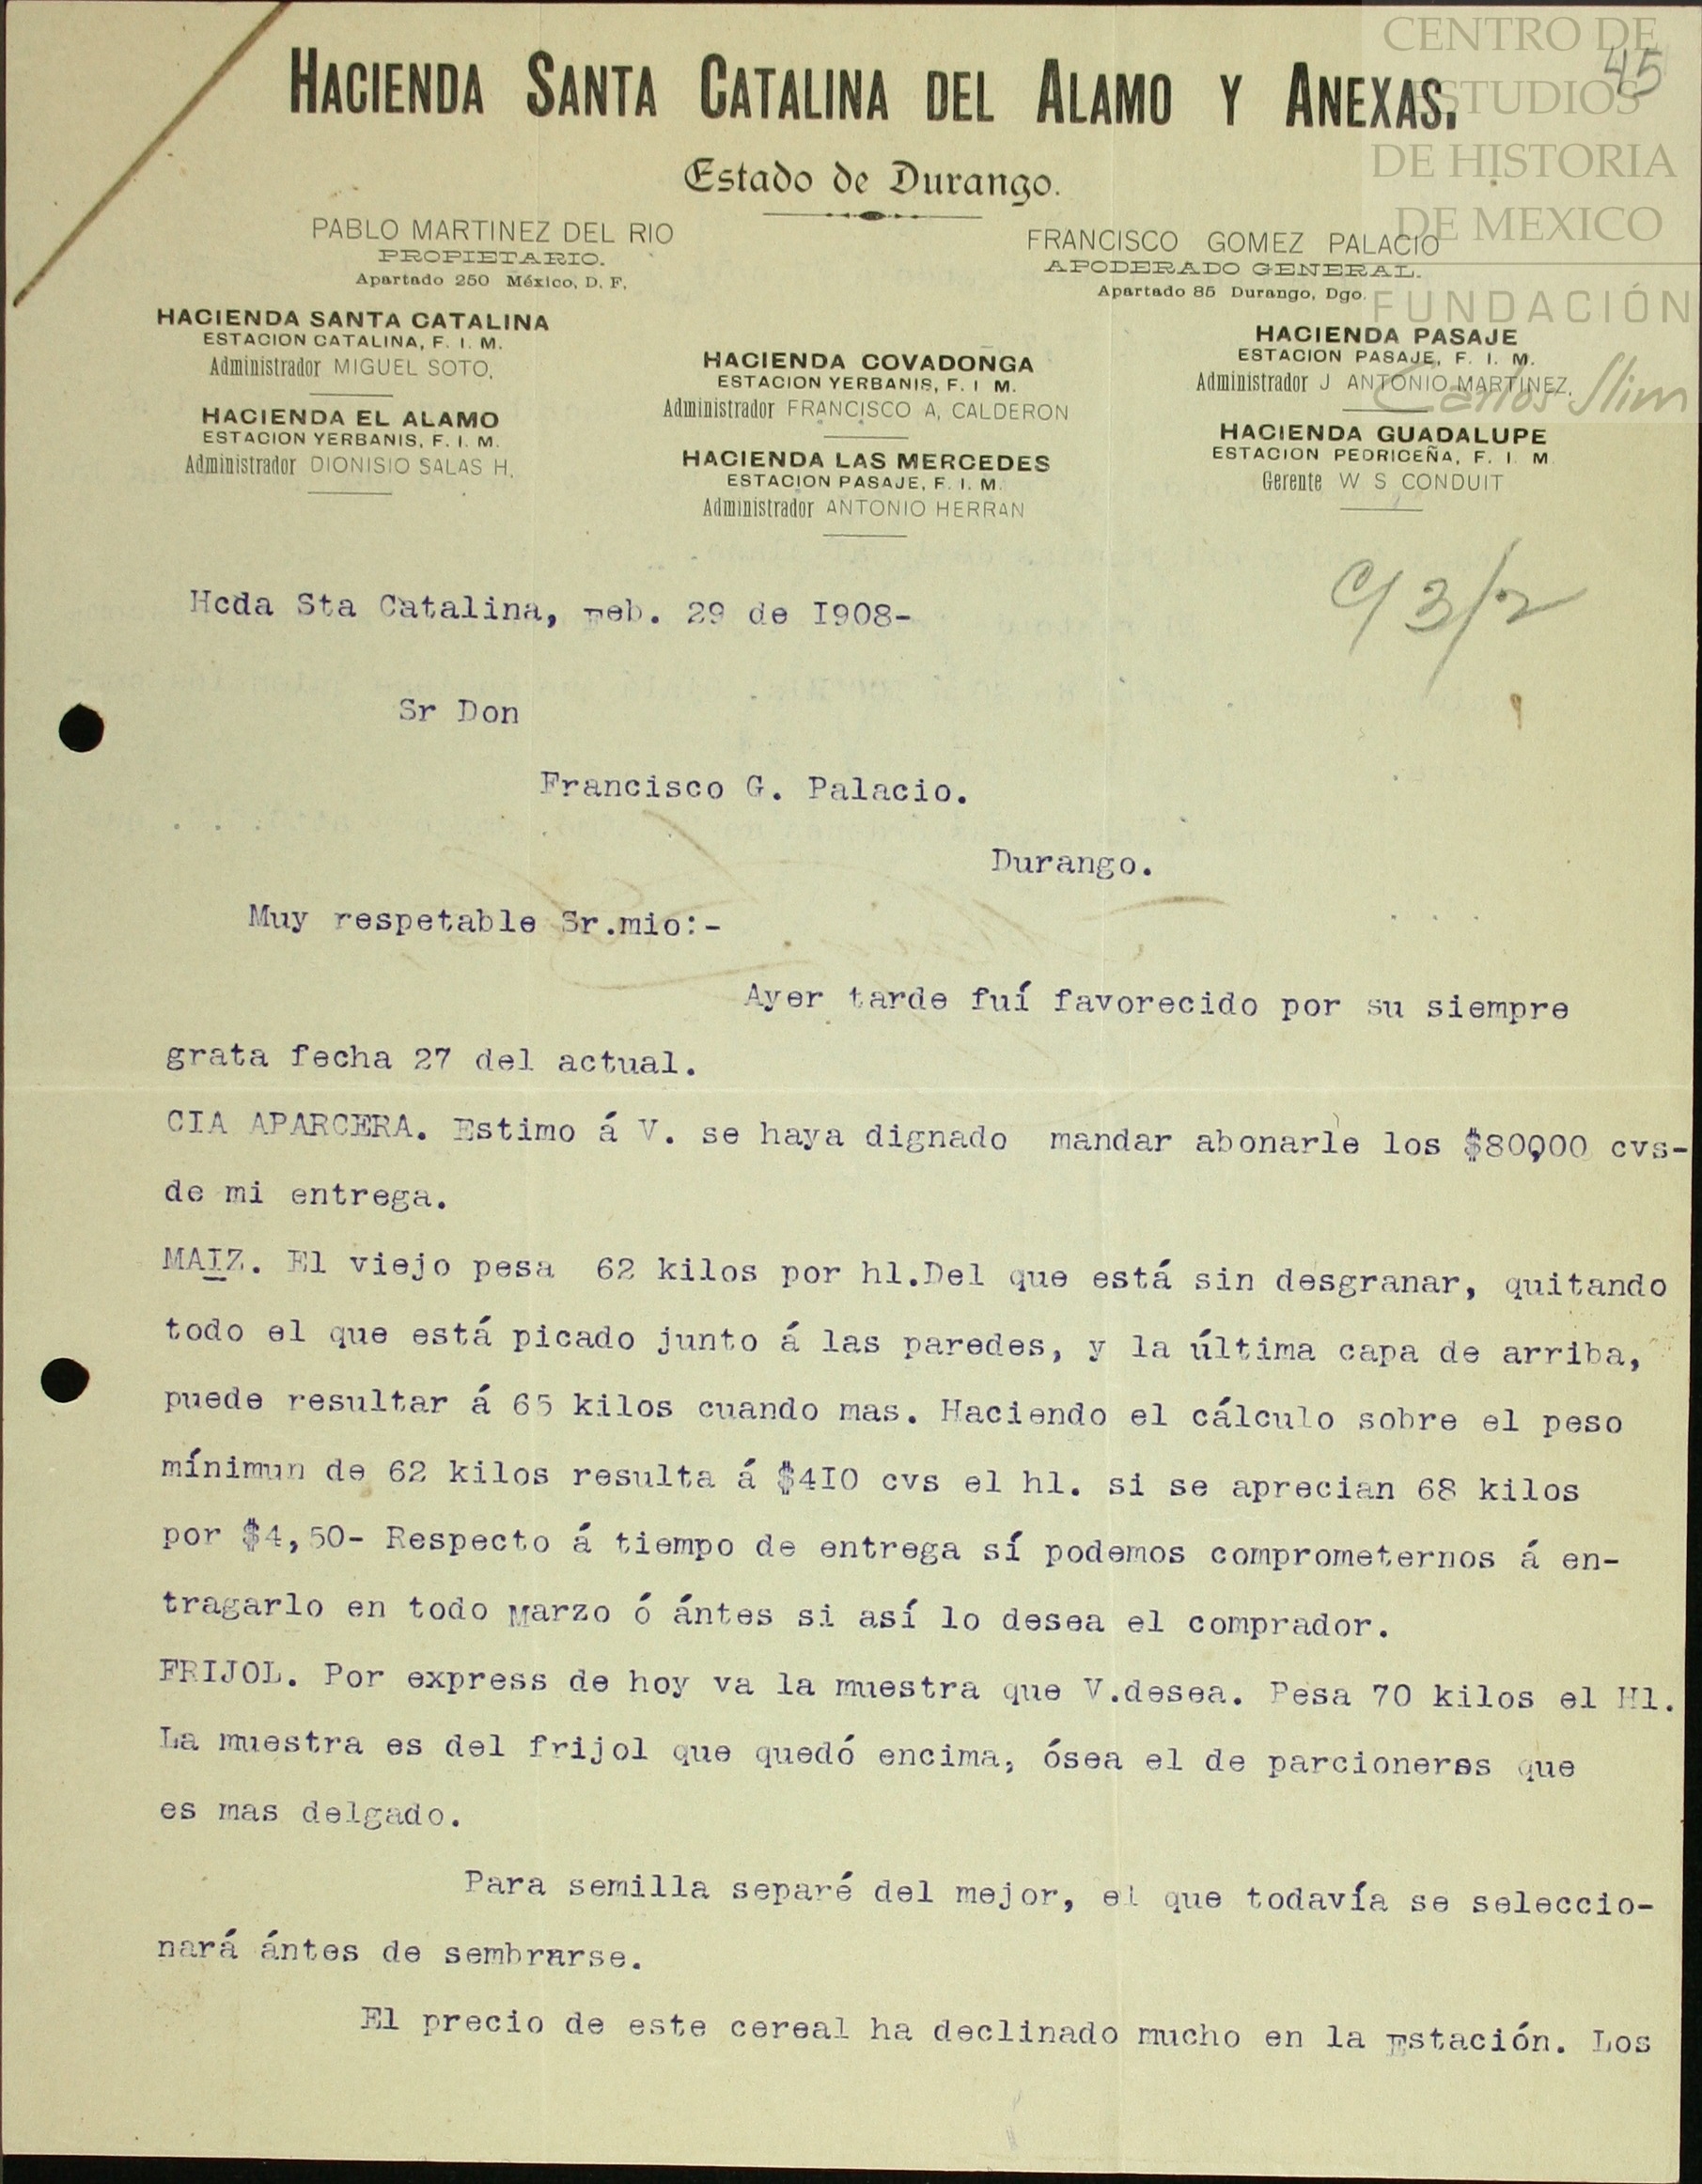 CENTRO DE
ESTUDIOS
DE HISTORIA
DE MEXICO
FUNDACIÓN
Carlos Slim
45
HACIENDA SANTA CATALINA DEL ALAMO Y ANEXAS.
Estado de Durango.
PABLO MARTINEZ DEL RIO
PROPIETARIO.
Apartado 250 México, D. F.
FRANCISCO GOMEZ PALACIO
APODERADO GENERAL.
Apartado 85 Durango, Dgo.
HACIENDA SANTA CATALINA
ESTACION CATALINA, F. I. M.
Administrador MIGUEL SOTO.
HACIENDA EL ALAMO
ESTACION YERBANIS, F. I. M.
Administrador DIONISIO SALAS H.
HACIENDA COVADONGA
ESTACION YERBANIS, F. I M.
Administrador FRANCISCO A, CALDERON
HACIENDA LAS MERCEDES
ESTACION PASAJE, F. I. M.
Administrador ANTONIO HERRAN
HACIENDA PASAJE
ESTACION PASAJE, F. I. M.
Administrador J ANTONIO MARTINEZ.
HACIENDA GUADALUPE
ESTACION PEDRICEÑA, F. I. M
Gerente W S CONDUIT
Hcda Sta Catalina, Feb. 29 de I908-
Sr Don
Francisco G. Palacio.
Durango.
Muy respetable Sr.mio:-
Ayer tarde fuí favorecido por su siempre
grata fecha 27 del actual.
CIA APARCERA. Estimo á V. se haya dignado mandar abonarle los $80,00 cvs-
de mi entrega.
MAIZ. El viejo pesa 62 kilos por hl.Del que está sin desgranar, quitando
todo el que está picado junto á las paredes, y la última capa de arriba,
puede resultar á 65 kilos cuando mas. Haciendo el cálculo sobre el peso
mínimun de 62 kilos resulta á $4I0 cvs el hl. si se aprecian 68 kilos
por $4,50- Respecto á tiempo de entrega sí podemos comprometernos á en-
tragarlo en todo Marzo ó ántes si así lo desea el comprador.
FRIJOL. Por express de hoy va la muestra que V.desea. Pesa 70 kilos el Hl.
La muestra es del frijol que quedó encima, ósea el de parcioneros que
es mas delgado.
Para semilla separé del mejor, el que todavía se seleccio-
nará ántes de sembrarse.
El precio de este cereal ha declinado mucho en la Estación. Los